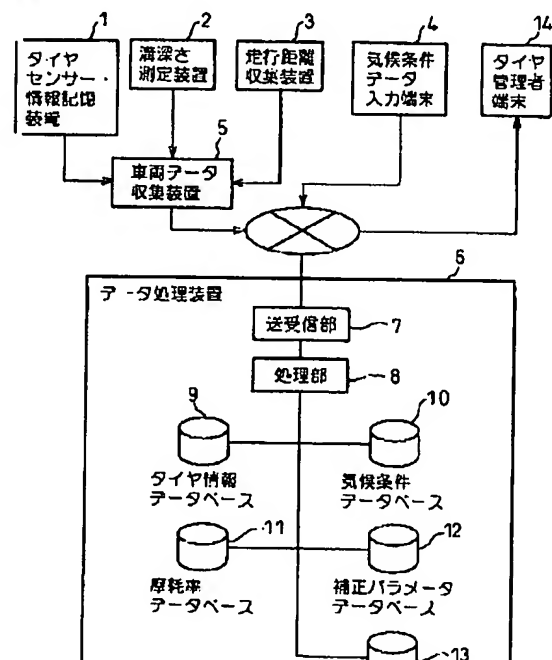 1
2
3
4
14
タイヤ
センサー・
情報記憶
装置
溝深さ
測定装置
走行距離
収集装置
気候条件
データ
入力端末
タイヤ
管理者
端末
5
車両データ
収集装置
6
データ処理装置
送受信部
7
処理部
8
9
タイヤ情報
データベース
10
気候条件
データベース
11
摩耗率
データベース
12
補正パラメータ
データベース
13